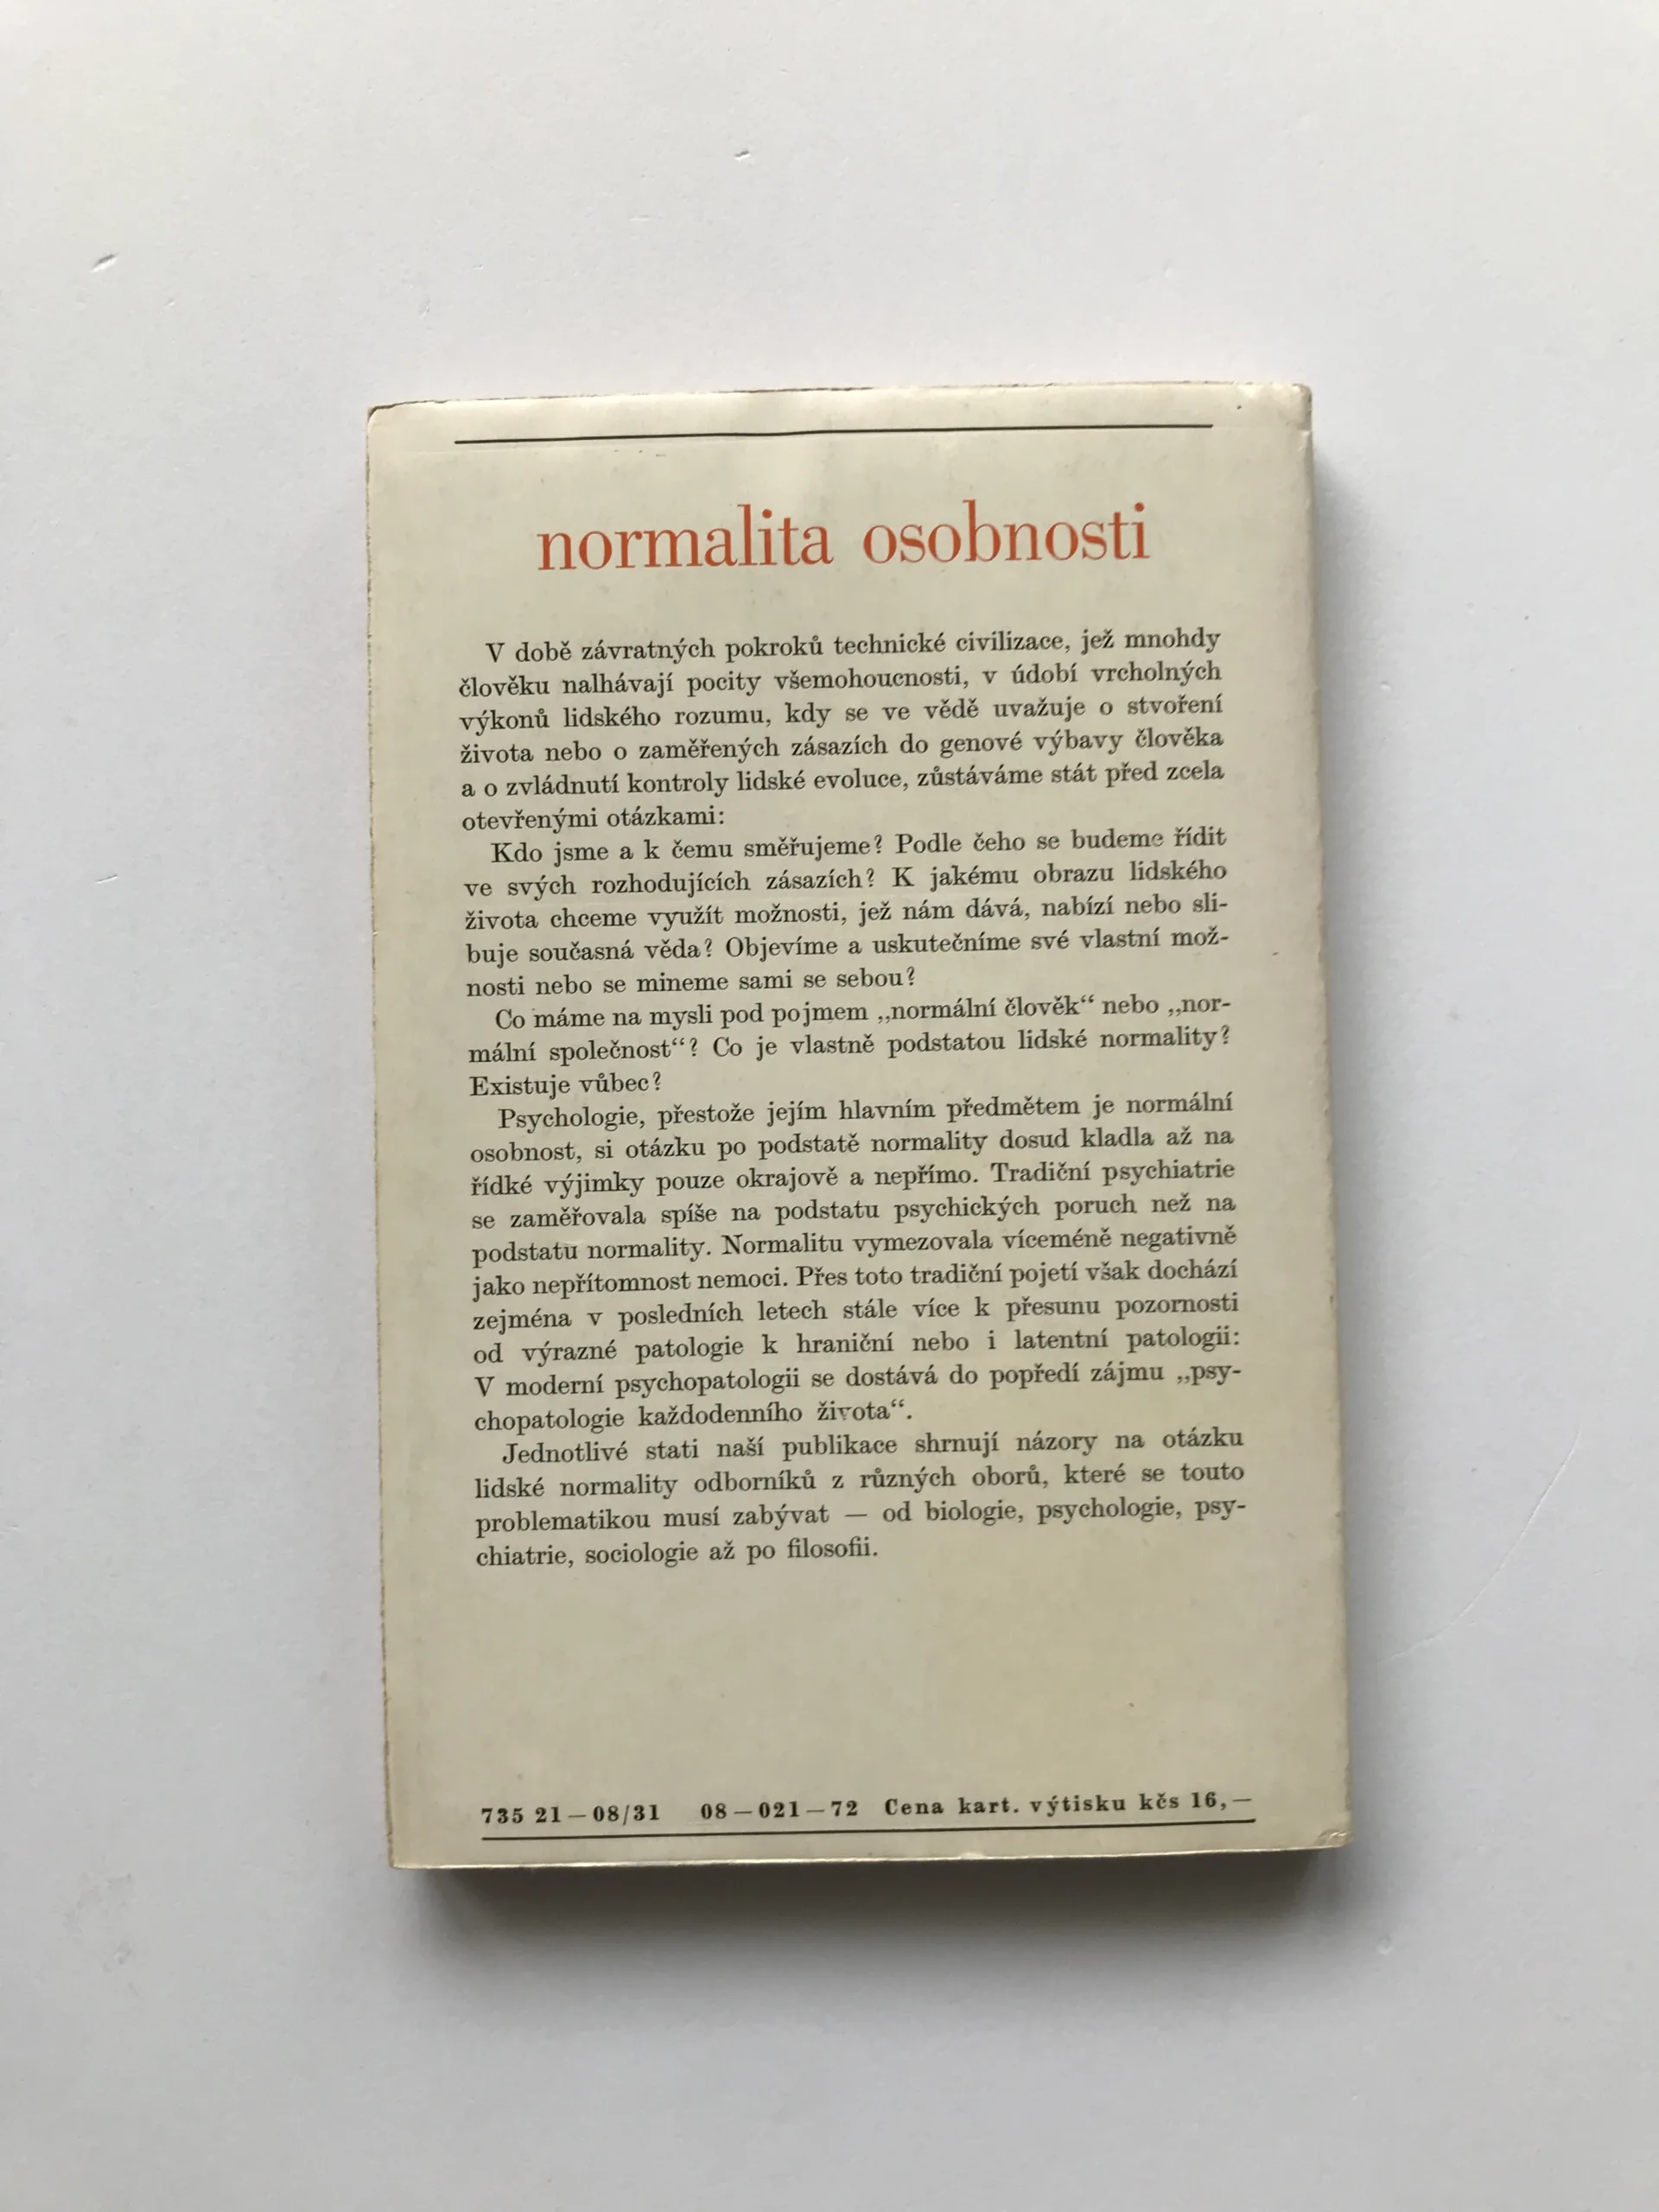 normalita osobnosti
V době závratných pokroků technické civilizace, jež mnohdy
člověku nalhávají pocity všemohoucnosti, v údobí vrcholných
výkonů lidského rozumu, kdy se ve vědě uvažuje o stvoření
života nebo o zaměřených zásazích do genové výbavy člověka
a o zvládnutí kontroly lidské evoluce, zůstáváme stát před zcela
otevřenými otázkami:
Kdo jsme a k čemu směřujeme? Podle čeho se budeme řídit
ve svých rozhodujících zásazích? K jakému obrazu lidského
života chceme využít možnosti, jež nám dává, nabízí nebo sli-
buje současná věda? Objevíme a uskutečníme své vlastní mož-
nosti nebo se mineme sami se sebou?
Co máme na mysli pod pojmem „normální člověk“ nebo „nor-
mální společnost“? Co je vlastně podstatou lidské normality?
Existuje vůbec?
Psychologie, přestože jejím hlavním předmětem je normální
osobnost, si otázku po podstatě normality dosud kladla až na
řídké výjimky pouze okrajově a nepřímo. Tradiční psychiatrie
se zaměřovala spíše na podstatu psychických poruch než na
podstatu normality. Normalitu vymezovala víceméně negativně
jako nepřítomnost nemoci. Přes toto tradiční pojetí však dochází
zejména v posledních letech stále více k přesunu pozornosti
od výrazné patologie k hraniční nebo i latentní patologii:
V moderní psychopatologii se dostává do popředí zájmu „psy-
chopatologie každodenního života“.
Jednotlivé stati naší publikace shrnují názory na otázku
lidské normality odborníků z různých oborů, které se touto
problematikou musí zabývat — od biologie, psychologie, psy-
chiatrie, sociologie až po filosofii.
735 21—08/31 08—021—72 Cena kart. výtisku kčs 16,—